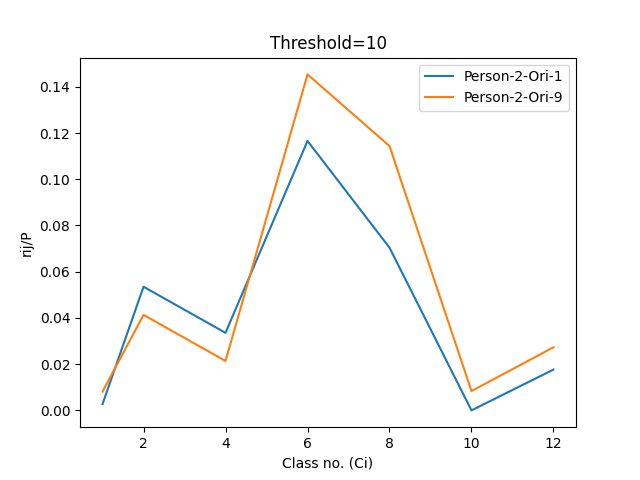 Threshold=10
Person-2-Ori-1
Person-2-Ori-9
rij/P
0.14
0.12
0.10
0.08
0.06
0.04
0.02
0.00
2 4 6 8 10 12
Class no. (Ci)